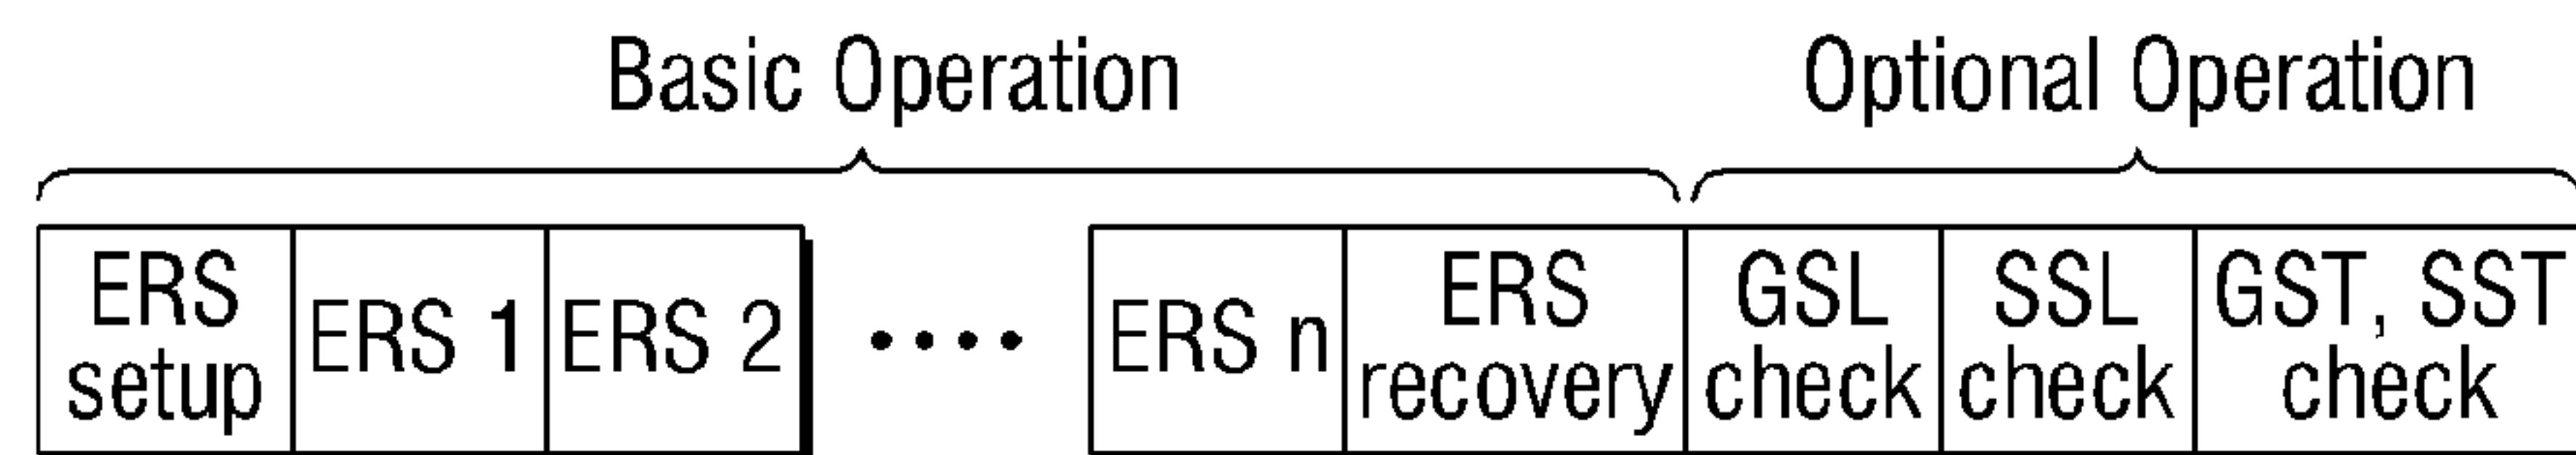 Basic Operation
Optional Operation
ERS
setup
ERS 1
ERS 2
····
ERS n
ERS
recovery
GSL
check
SSL
check
GST, SST
check